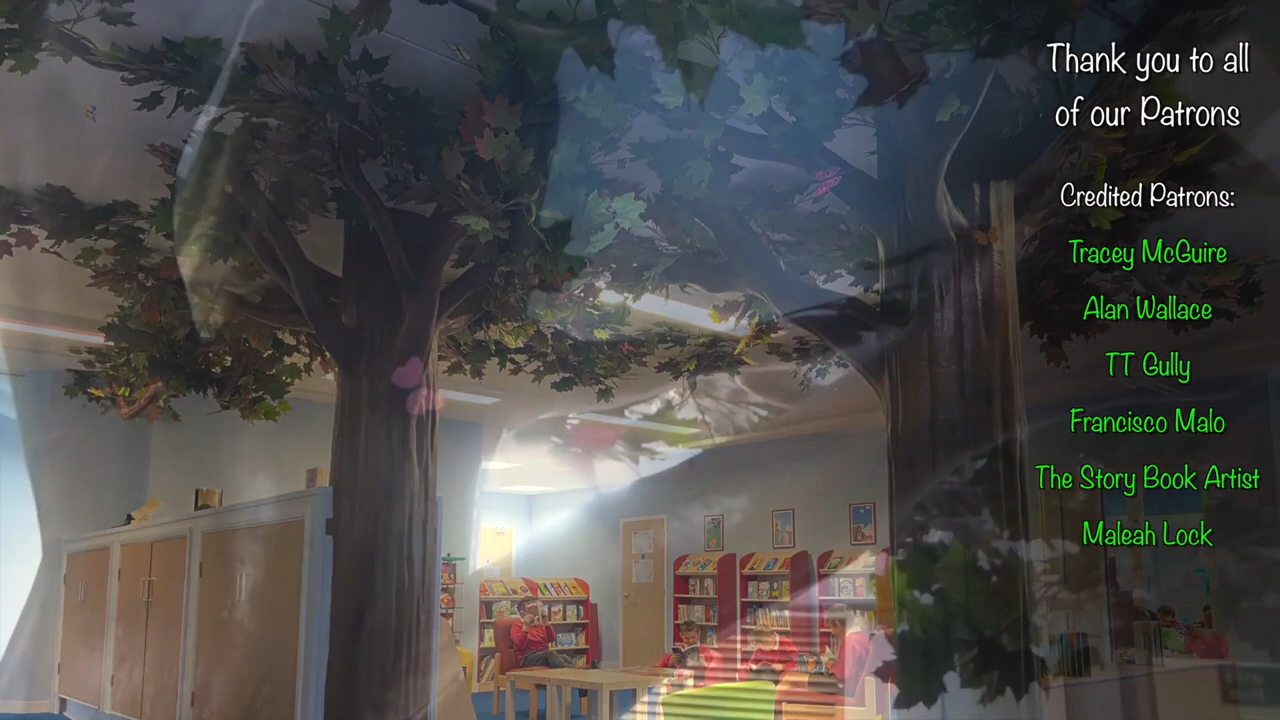 Thank you to all
of our Patrons
Credited Patrons:
Tracey McGuire
Alan Wallace
TT Gully
Francisco Malo
The Story Book Artist
Maleah Lock